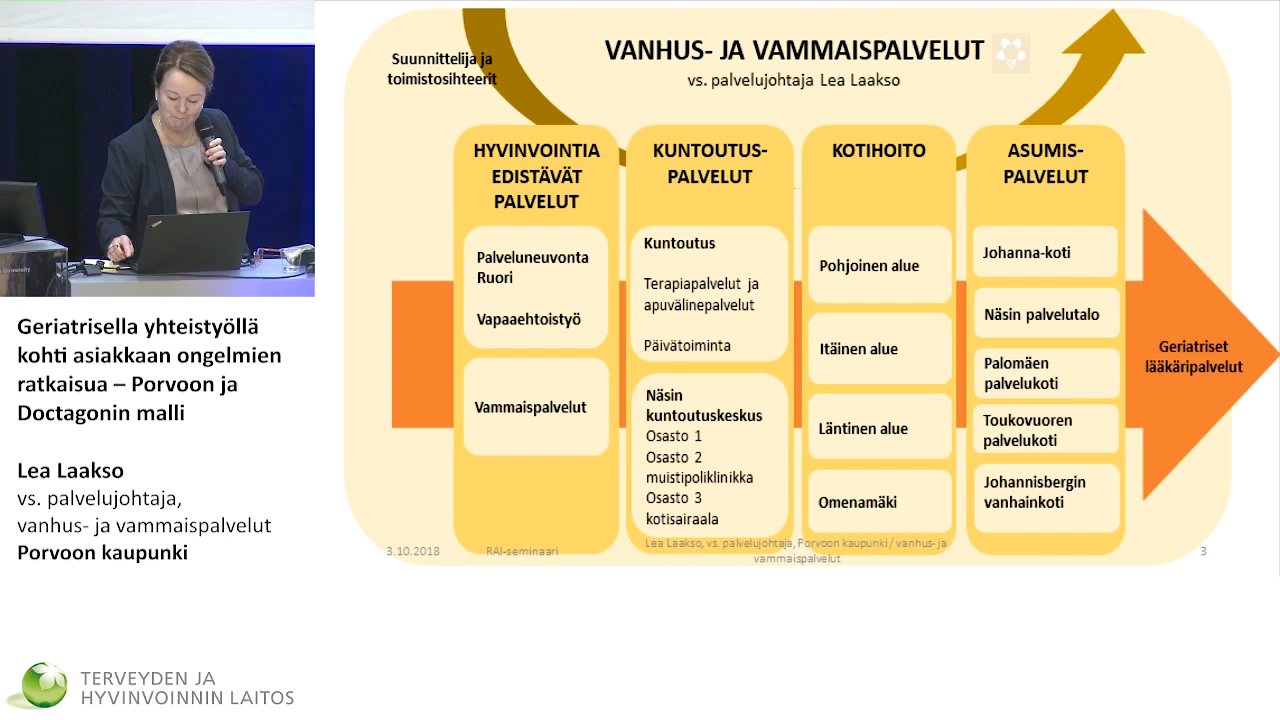 Suunnittelija ja
toimistosihteerit
VANHUS- JA VAMMAISPALVELUT
vs. palvelujohtaja Lea Laakso
HYVINVOINTIA
EDISTÄVÄT
PALVELUT
Palveluneuvonta
Ruori
Vapaaehtoistyö
Vammaispalvelut
KUNTOUTUS-
PALVELUT
Kuntoutus
Terapiapalvelut ja
apuvälinepalvelut
Päivätoiminta
Näsin
kuntoutuskeskus
Osasto 1
Osasto 2
muistipoliklinikka
Osasto 3
kotisairaala
KOTIHOITO
Pohjoinen alue
Itäinen alue
Läntinen alue
Omenamäki
ASUMIS-
PALVELUT
Johanna-koti
Näsin palvelutalo
Palomäen
palvelukoti
Toukovuoren
palvelukoti
Johannisbergin
vanhainkoti
Geriatriset
lääkäripalvelut
3.10.2018
RAI-seminaari
Lea Laakso, vs. palvelujohtaja, Porvoon kaupunki / vanhus- ja
vammaispalvelut
3
University
Geriatrisella yhteistyöllä
kohti asiakkaan ongelmien
ratkaisua – Porvoon ja
Doctagonin malli
Lea Laakso
vs. palvelujohtaja,
vanhus- ja vammaispalvelut
Porvoon kaupunki
TERVEYDEN JA
HYVINVOINNIN LAITOS